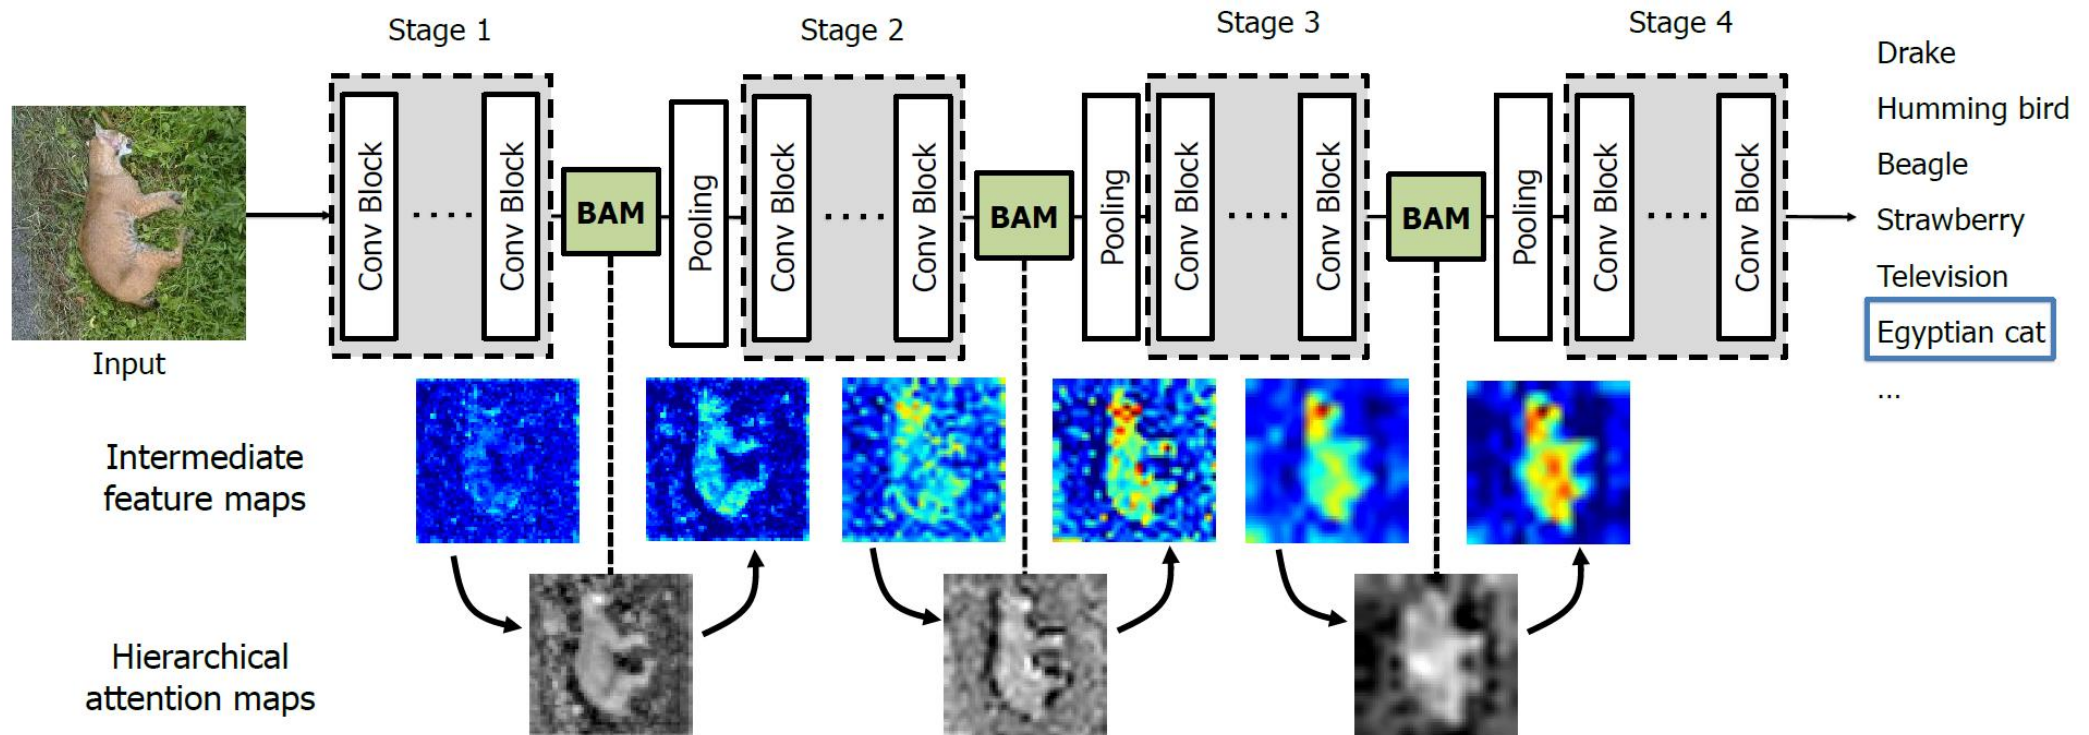 Stage 1
Stage 2
Stage 3
Stage 4
Conv Block
.....
Conv Block
BAM
Pooling
Conv Block
.....
Conv Block
BAM
Pooling
Conv Block
.....
Conv Block
BAM
Pooling
Conv Block
.....
Conv Block
Drake
Humming bird
Beagle
Strawberry
Television
Egyptian cat
...
Input
Intermediate
feature maps
Hierarchical
attention maps